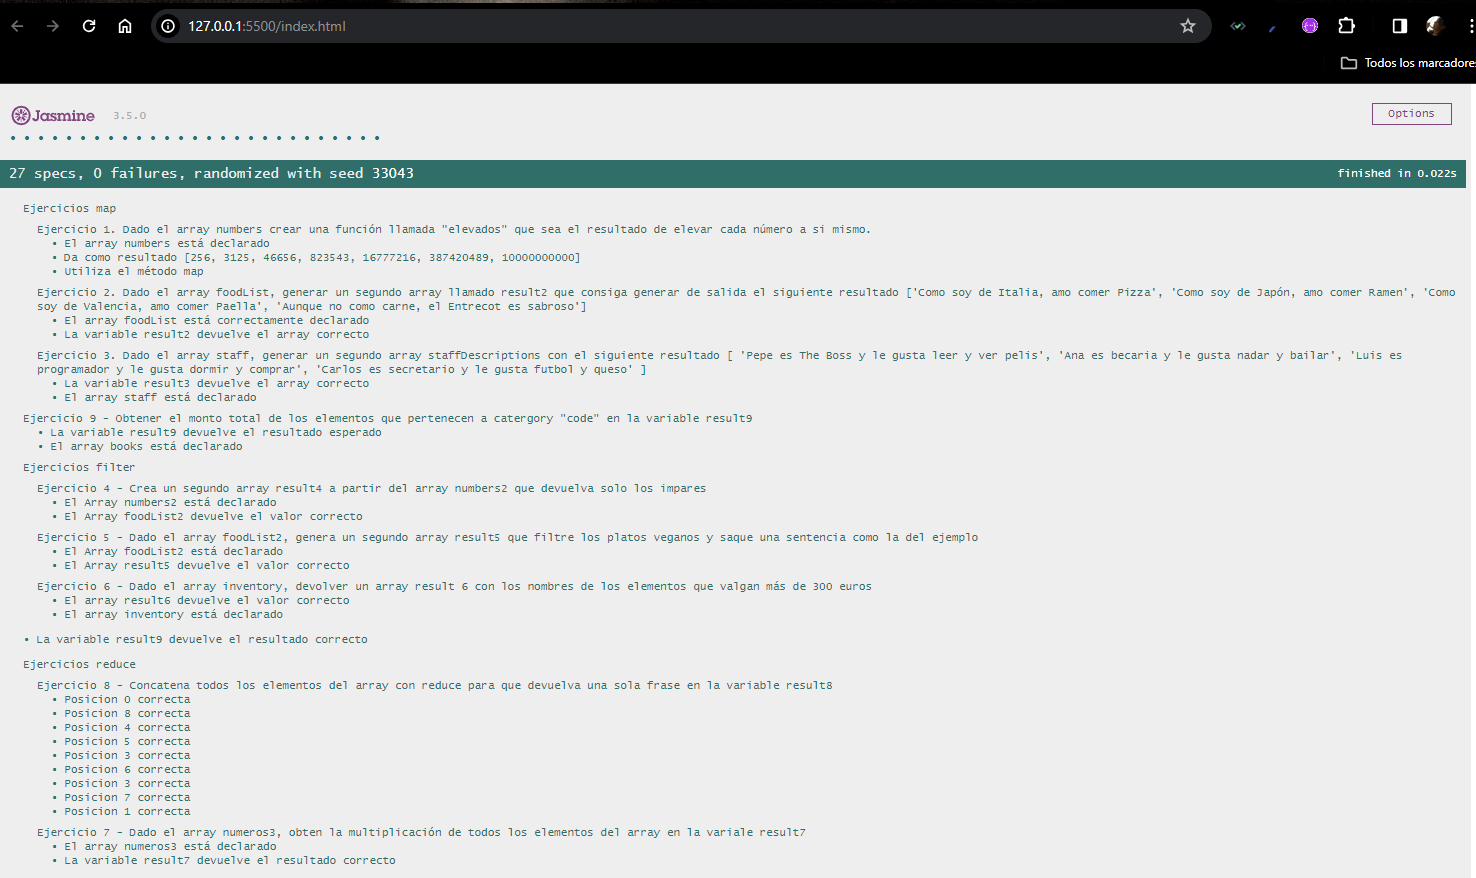 127.0.0.1:5500/index.html
Todos los marcadores
Jasmine 3.5.0
Options
27 specs, 0 failures, randomized with seed 33043
finished in 0.022s
Ejercicios map
Ejercicio 1. Dado el array numbers crear una función llamada "elevados" que sea el resultado de elevar cada número a si mismo.
• El array numbers está declarado
• Da como resultado [256, 3125, 46656, 823543, 16777216, 387420489, 10000000000]
• Utiliza el método map
Ejercicio 2. Dado el array foodList, generar un segundo array llamado result2 que consiga generar de salida el siguiente resultado ['Como soy de Italia, amo comer Pizza', 'Como soy de Japón, amo comer Ramen', 'Como
soy de Valencia, amo comer Paella', 'Aunque no como carne, el Entrecot es sabroso']
• El array foodList está correctamente declarado
• La variable result2 devuelve el array correcto
Ejercicio 3. Dado el array staff, generar un segundo array staffDescriptions con el siguiente resultado [ 'Pepe es The Boss y le gusta leer y ver pelis', 'Ana es becaria y le gusta nadar y bailar', 'Luis es
programador y le gusta dormir y comprar', 'Carlos es secretario y le gusta futbol y queso' ]
• La variable result3 devuelve el array correcto
• El array staff está declarado
Ejercicio 9 - Obtener el monto total de los elementos que pertenecen a catergory "code" en la variable result9
• La variable result9 devuelve el resultado esperado
• El array books está declarado
Ejercicios filter
Ejercicio 4 - Crea un segundo array result4 a partir del array numbers2 que devuelva solo los impares
• El Array numbers2 está declarado
• El Array foodList2 devuelve el valor correcto
Ejercicio 5 - Dado el array foodList2, genera un segundo array result5 que filtre los platos veganos y saque una sentencia como la del ejemplo
• El Array foodList2 está declarado
• El Array result5 devuelve el valor correcto
Ejercicio 6 - Dado el array inventory, devolver un array result 6 con los nombres de los elementos que valgan más de 300 euros
• El array result6 devuelve el valor correcto
• El array inventory está declarado
• La variable result9 devuelve el resultado correcto
Ejercicios reduce
Ejercicio 8 - Concatena todos los elementos del array con reduce para que devuelva una sola frase en la variable result8
• Posicion 0 correcta
• Posicion 8 correcta
• Posicion 4 correcta
• Posicion 5 correcta
• Posicion 3 correcta
• Posicion 6 correcta
• Posicion 3 correcta
• Posicion 7 correcta
• Posicion 1 correcta
Ejercicio 7 - Dado el array numeros3, obten la multiplicación de todos los elementos del array en la variale result7
• El array numeros3 está declarado
• La variable result7 devuelve el resultado correcto